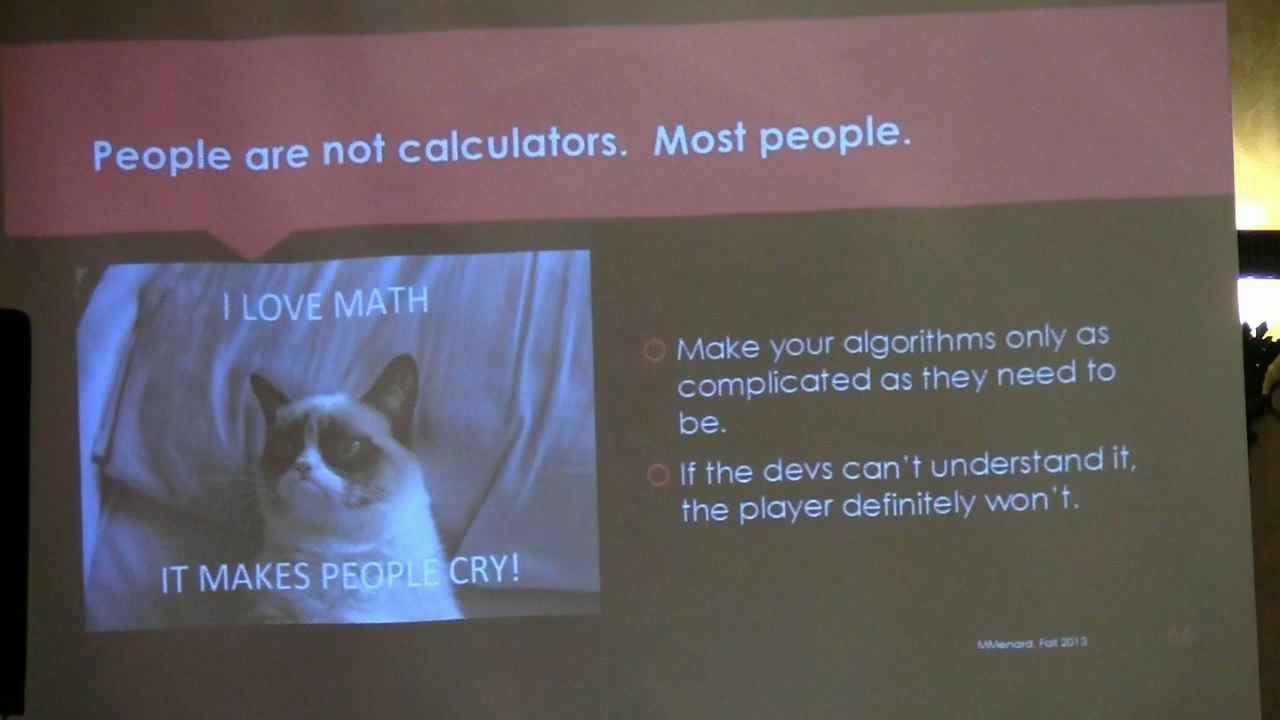 People are not calculators. Most people.
I LOVE MATH
IT MAKES PEOPLE CRY!
Make your algorithms only as
complicated as they need to
be.
If the devs can't understand it,
the player definitely won't.
MMenard, Fall 2013
66